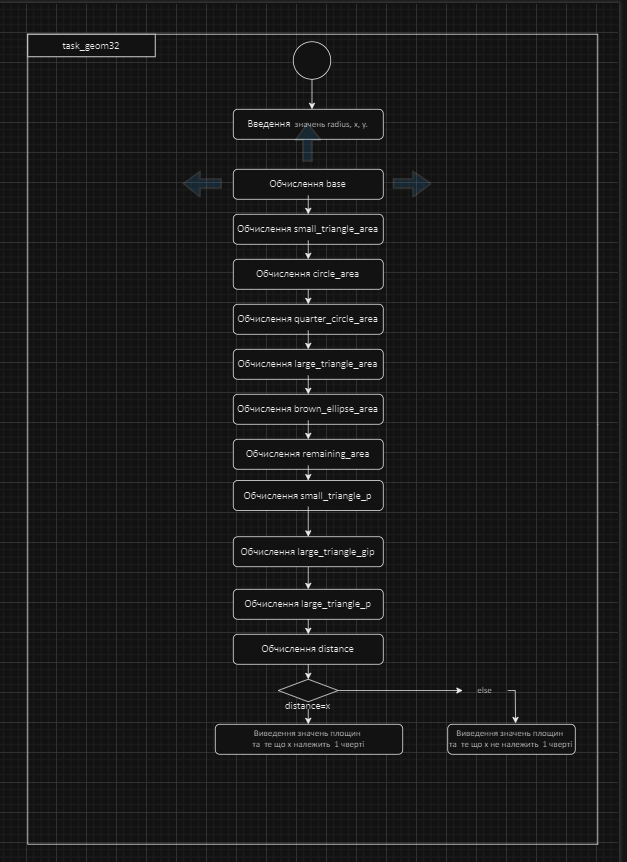 task_geom32
Введення значень radius, x, y.
Обчислення base
Обчислення small_triangle_area
Обчислення circle_area
Обчислення quarter_circle_area
Обчислення large_triangle_area
Обчислення brown_ellipse_area
Обчислення remaining_area
Обчислення small_triangle_p
Обчислення large_triangle_gip
Обчислення large_triangle_p
Обчислення distance
else
distance=x
Виведення значень площин
та те що x належить 1 чверті
Виведення значень площин
та те що x не належить 1 чверті